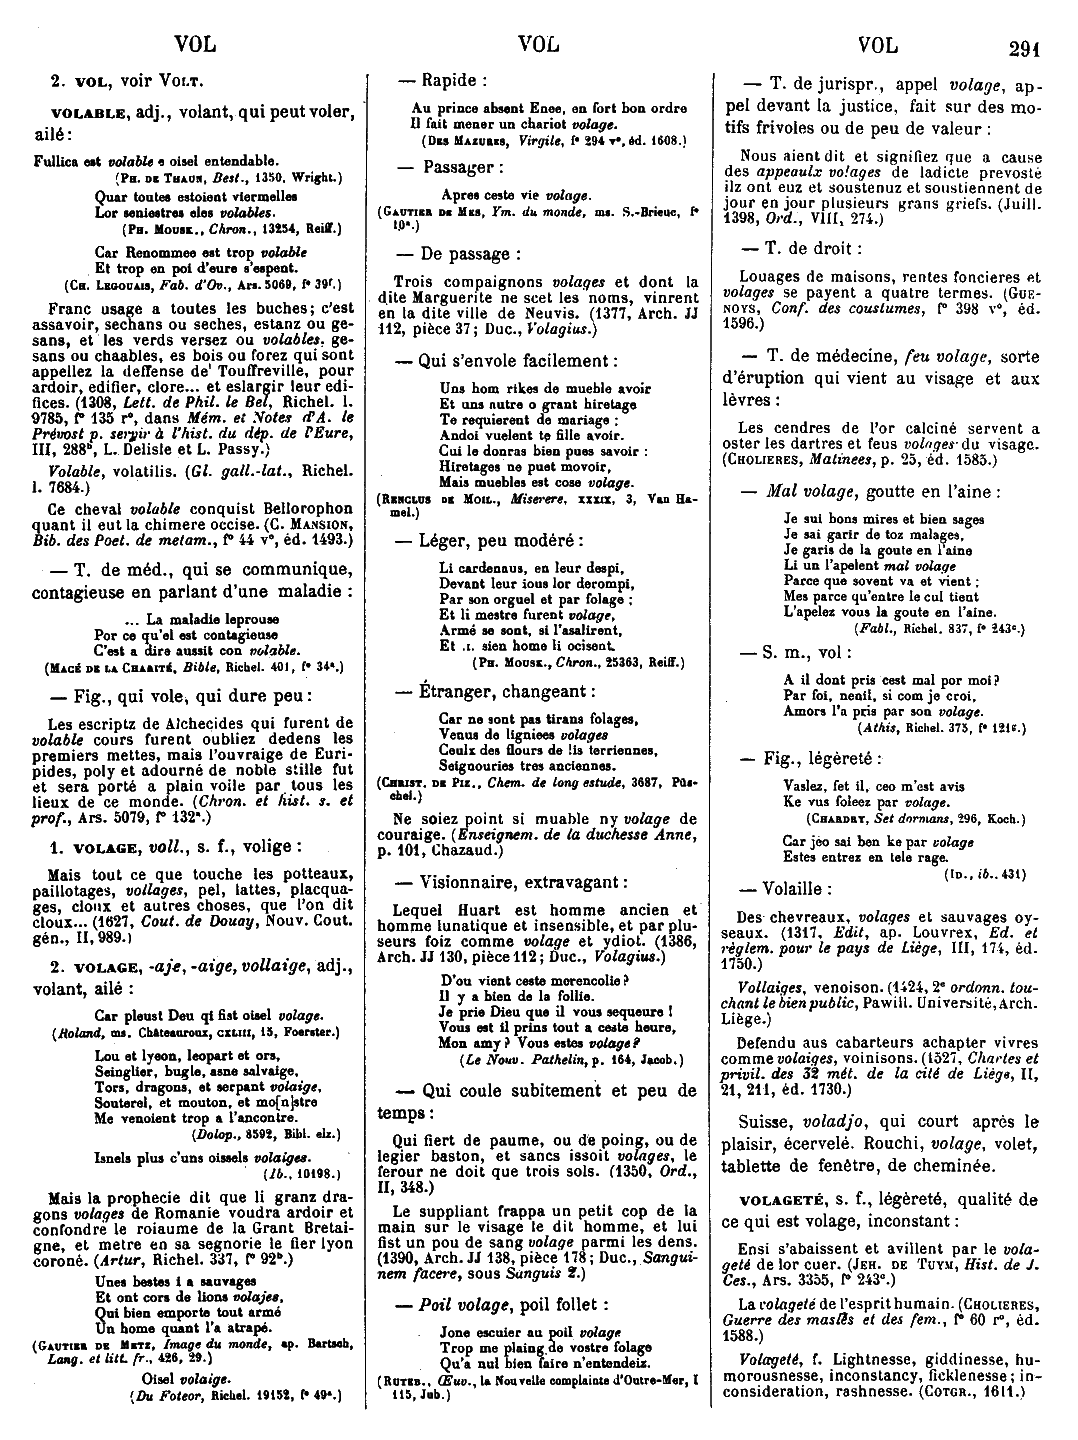 VOL
VOL
VOL
291
2. VOL, voir VOLT.
VOLABLE, adj., volant, qui peut voler,
ailé :
Fullica est volable e oisel entendable.
(PH. DE THAUN, Best., 1350, Wright.)
Quar toutes estoient viermelles
Lor seniestres eles volables.
(PH. MOUSK., Chron., 13254, Reiff.)
Car Renommee est trop volable
Et trop en poi d'eure s'espent.
(CH. LEGOUAIS, Fab. d'Ov., Ars. 5069, f° 39f.)
Franc usage a toutes les buches; c'est
assavoir, sechans ou seches, estanz ou ge-
sans, et les verds versez ou volables, ge-
sans ou chaables, es bois ou forez qui sont
appellez la deffense de Touffreville, pour
ardoir, edifier, clore... et eslargir leur edi-
fices. (1308, Lett. de Phil. le Bel, Richel. l.
9785, f° 135 r°, dans Mém. et Notes d'A. le
Prévost p. servir à l'hist. du dép. de l'Eure,
III, 288b, L. Delisle et L. Passy.)
Volable, volatilis. (Gl. gall.-lat., Richel.
l. 7684.)
Ce cheval volable conquist Bellorophon
quant il eut la chimere occise. (C. MANSION,
Bib. des Poet. de metam., f° 44 v°, éd. 1493.)
— T. de méd., qui se communique,
contagieuse en parlant d'une maladie :
... La maladie leprouse
Por ce qu'el est contagieuse
C'est a dire aussit con volable.
(MACÉ DE LA CHARITÉ, Bible, Richel. 401, f° 34a.)
— Fig., qui vole, qui dure peu :
Les escriptz de Alchecides qui furent de
volable cours furent oubliez dedens les
premiers mettes, mais l'ouvraige de Euri-
pides, poly et adourné de noble stille fut
et sera porté a plain voile par tous les
lieux de ce monde. (Chron. et hist. s. et
prof., Ars. 5079, f° 132a.)
1. VOLAGE, voll., s. f., volige :
Mais tout ce que touche les potteaux,
paillotages, vollages, pel, lattes, placqua-
ges, cloux et autres choses, que l'on dit
cloux... (1627, Cout. de Douay, Nouv. Cout.
gén., II, 989.)
2. VOLAGE, -aje, -aige, vollaige, adj.,
volant, ailé :
Car pleust Deu qi fist oisel volage.
(Roland, ms. Châteauroux, CXLIII, 15, Foerster.)
Lou et lyeon, leopart et ors,
Seinglier, bugle, asne salvaige,
Tors, dragons, et serpant volaige,
Souterel, et mouton, et mo[n]stre
Me venoient trop a l'ancontre.
(Dolop., 8592, Bibl. elz.)
Isnels plus c'uns oissels volaiges.
(Ib., 10198.)
Mais la prophecie dit que li granz dra-
gons volages de Romanie voudra ardoir et
confondre le roiaume de la Grant Bretai-
gne, et metre en sa segnorie le fier lyon
coroné. (Artur, Richel. 337, f° 92b.)
Unes bestes i a sauvages
Et ont cors de lions volajes,
Qui bien emporte tout armé
Un home quant l'a atrapé.
(GAUTIER DE METZ, Image du monde, ap. Bartsch,
Lang. et litt. fr., 426, 29.)
Oisel volaige.
(Du Foteor, Richel. 19152, f° 49a.)
— Rapide :
Au prince absent Enee, en fort bon ordre
Il fait mener un chariot volage.
(DES MAZURES, Virgile, f° 294 v°, éd. 1608.)
— Passager :
Apres ceste vie volage.
(GAUTIER DE MES, Ym. du monde, ms. S.-Brieuc, f°
10a.)
— De passage :
Trois compaignons volages et dont la
dite Marguerite ne scet les noms, vinrent
en la dite ville de Neuvis. (1377, Arch. JJ
112, pièce 37; Duc., Volagius.)
— Qui s'envole facilement :
Uns hom rikes de mueble avoir
Et uns autre o grant hiretage
Te requierent de mariage :
Andoi vuelent te fille avoir.
Cui le donras bien pues savoir :
Hiretages ne puet movoir,
Mais muebles est cose volage.
(RENCLUS DE MOIL., Miserere, XXXIX, 3, Van Ha-
mel.)
— Léger, peu modéré :
Li cardenaus, en leur despi,
Devant leur ious lor derompi,
Par son orguel et par folage ;
Et li mestre furent volage,
Armé se sont, si l'asalirent,
Et .I. sien home li ocisent.
(PH. MOUSK., Chron., 25363, Reiff.)
— Étranger, changeant :
Car ne sont pas tirans folages,
Venus de ligniees volages
Ceulx des flours de lis terriennes,
Seignouries tres anciennes.
(CHRIST. DE PIZ., Chem. de long estude, 3687, Püs-
chel.)
Ne soiez point si muable ny volage de
couraige. (Enseignem. de la duchesse Anne,
p. 101, Chazaud.)
— Visionnaire, extravagant :
Lequel Huart est homme ancien et
homme lunatique et insensible, et par plu-
seurs foiz comme volage et ydiot. (1386,
Arch. JJ 130, pièce 112; Duc., Volagius.)
D'ou vient ceste morencolie ?
Il y a bien de la follie.
Je prie Dieu que il vous sequeure !
Vous est il prins tout a ceste heure,
Mon amy ? Vous estes volage ?
(Le Nouv. Pathelin, p. 164, Jacob.)
— Qui coule subitement et peu de
temps :
Qui fiert de paume, ou de poing, ou de
legier baston, et sancs issoit volages, le
ferour ne doit que trois sols. (1350, Ord.,
II, 348.)
Le suppliant frappa un petit cop de la
main sur le visage le dit homme, et lui
fist un pou de sang volage parmi les dens.
(1390, Arch. JJ 138, pièce 178; Duc., Sangui-
nem facere, sous Sanguis 2.)
— Poil volage, poil follet :
Jone escuier au poil volage
Trop me plaing de vostre folage
Qu'a nul bien faire n'entendeiz.
(RUTEB., Œuv., la Nouvelle complainte d'Outre-Mer, I
115, Jub.)
— T. de jurispr., appel volage, ap-
pel devant la justice, fait sur des mo-
tifs frivoles ou de peu de valeur :
Nous aient dit et signifiez que a cause
des appeaulx volages de ladicte prevosté
ilz ont euz et soustenuz et soustiennent de
jour en jour plusieurs grans griefs. (Juill.
1398, Ord., VIII, 274.)
— T. de droit :
Louages de maisons, rentes foncieres et
volages se payent a quatre termes. (GUE-
NOYS, Conf. des coustumes, f° 398 v°, éd.
1596.)
— T. de médecine, feu volage, sorte
d'éruption qui vient au visage et aux
lèvres :
Les cendres de l'or calciné servent a
oster les dartres et feus volages du visage.
(CHOLIERES, Matinees, p. 25, éd. 1585.)
— Mal volage, goutte en l'aine :
Je sui bons mires et bien sages
Je sai garir de toz malages,
Je garis de la goute en l'aine
Li un l'apelent mal volage
Parce que sovent va et vient ;
Mes parce qu'entre le cul tient
L'apelez vous la goute en l'aine.
(Fabl., Richel. 837, f° 243c.)
— S. m., vol :
A il dont pris cest mal por moi ?
Par foi, nenil, si com je croi,
Amors l'a pris par son volage.
(Athis, Richel. 375, f° 121c.)
— Fig., légèreté :
Vaslez, fet il, ceo m'est avis
Ke vus foleez par volage.
(CHARDRY, Set dormans, 296, Koch.)
Car jeo sai ben ke par volage
Estes entrez en tele rage.
(ID., ib., 431)
— Volaille :
Des chevreaux, volages et sauvages oy-
seaux. (1317, Edit, ap. Louvrex, Ed. et
règlem. pour le pays de Liège, III, 174, éd.
1750.)
Vollaiges, venoison. (1424, 2e ordonn. tou-
chant le bien public, Pawill. Université, Arch.
Liège.)
Defendu aus cabarteurs achapter vivres
comme volaiges, voinisons. (1527, Chartes et
privil. des 32 mét. de la cité de Liége, II,
21, 211, éd. 1730.)
Suisse, voladjo, qui court après le
plaisir, écervelé. Rouchi, volage, volet,
tablette de fenêtre, de cheminée.
VOLAGETÉ, s. f., légèreté, qualité de
ce qui est volage, inconstant :
Ensi s'abaissent et avillent par le vola-
geté de lor cuer. (JEH. DE TUYM, Hist. de J.
Ces., Ars. 3355, f° 243c.)
La volageté de l'esprit humain. (CHOLIERES,
Guerre des masles et des fem., f° 60 r°, éd.
1588.)
Volageté, f. Lightnesse, giddinesse, hu-
morousnesse, inconstancy, ficklenesse ; in-
consideration, rashnesse. (COTGR., 1611.)